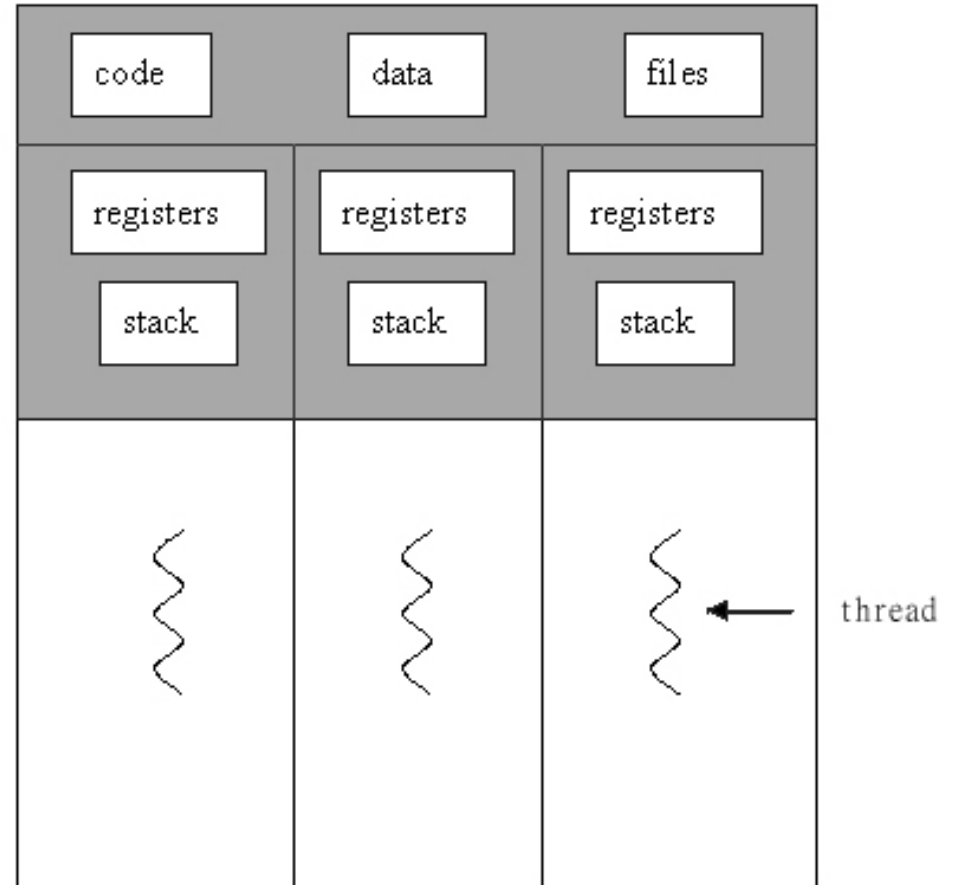 code data files
registers registers registers
stack stack stack
thread